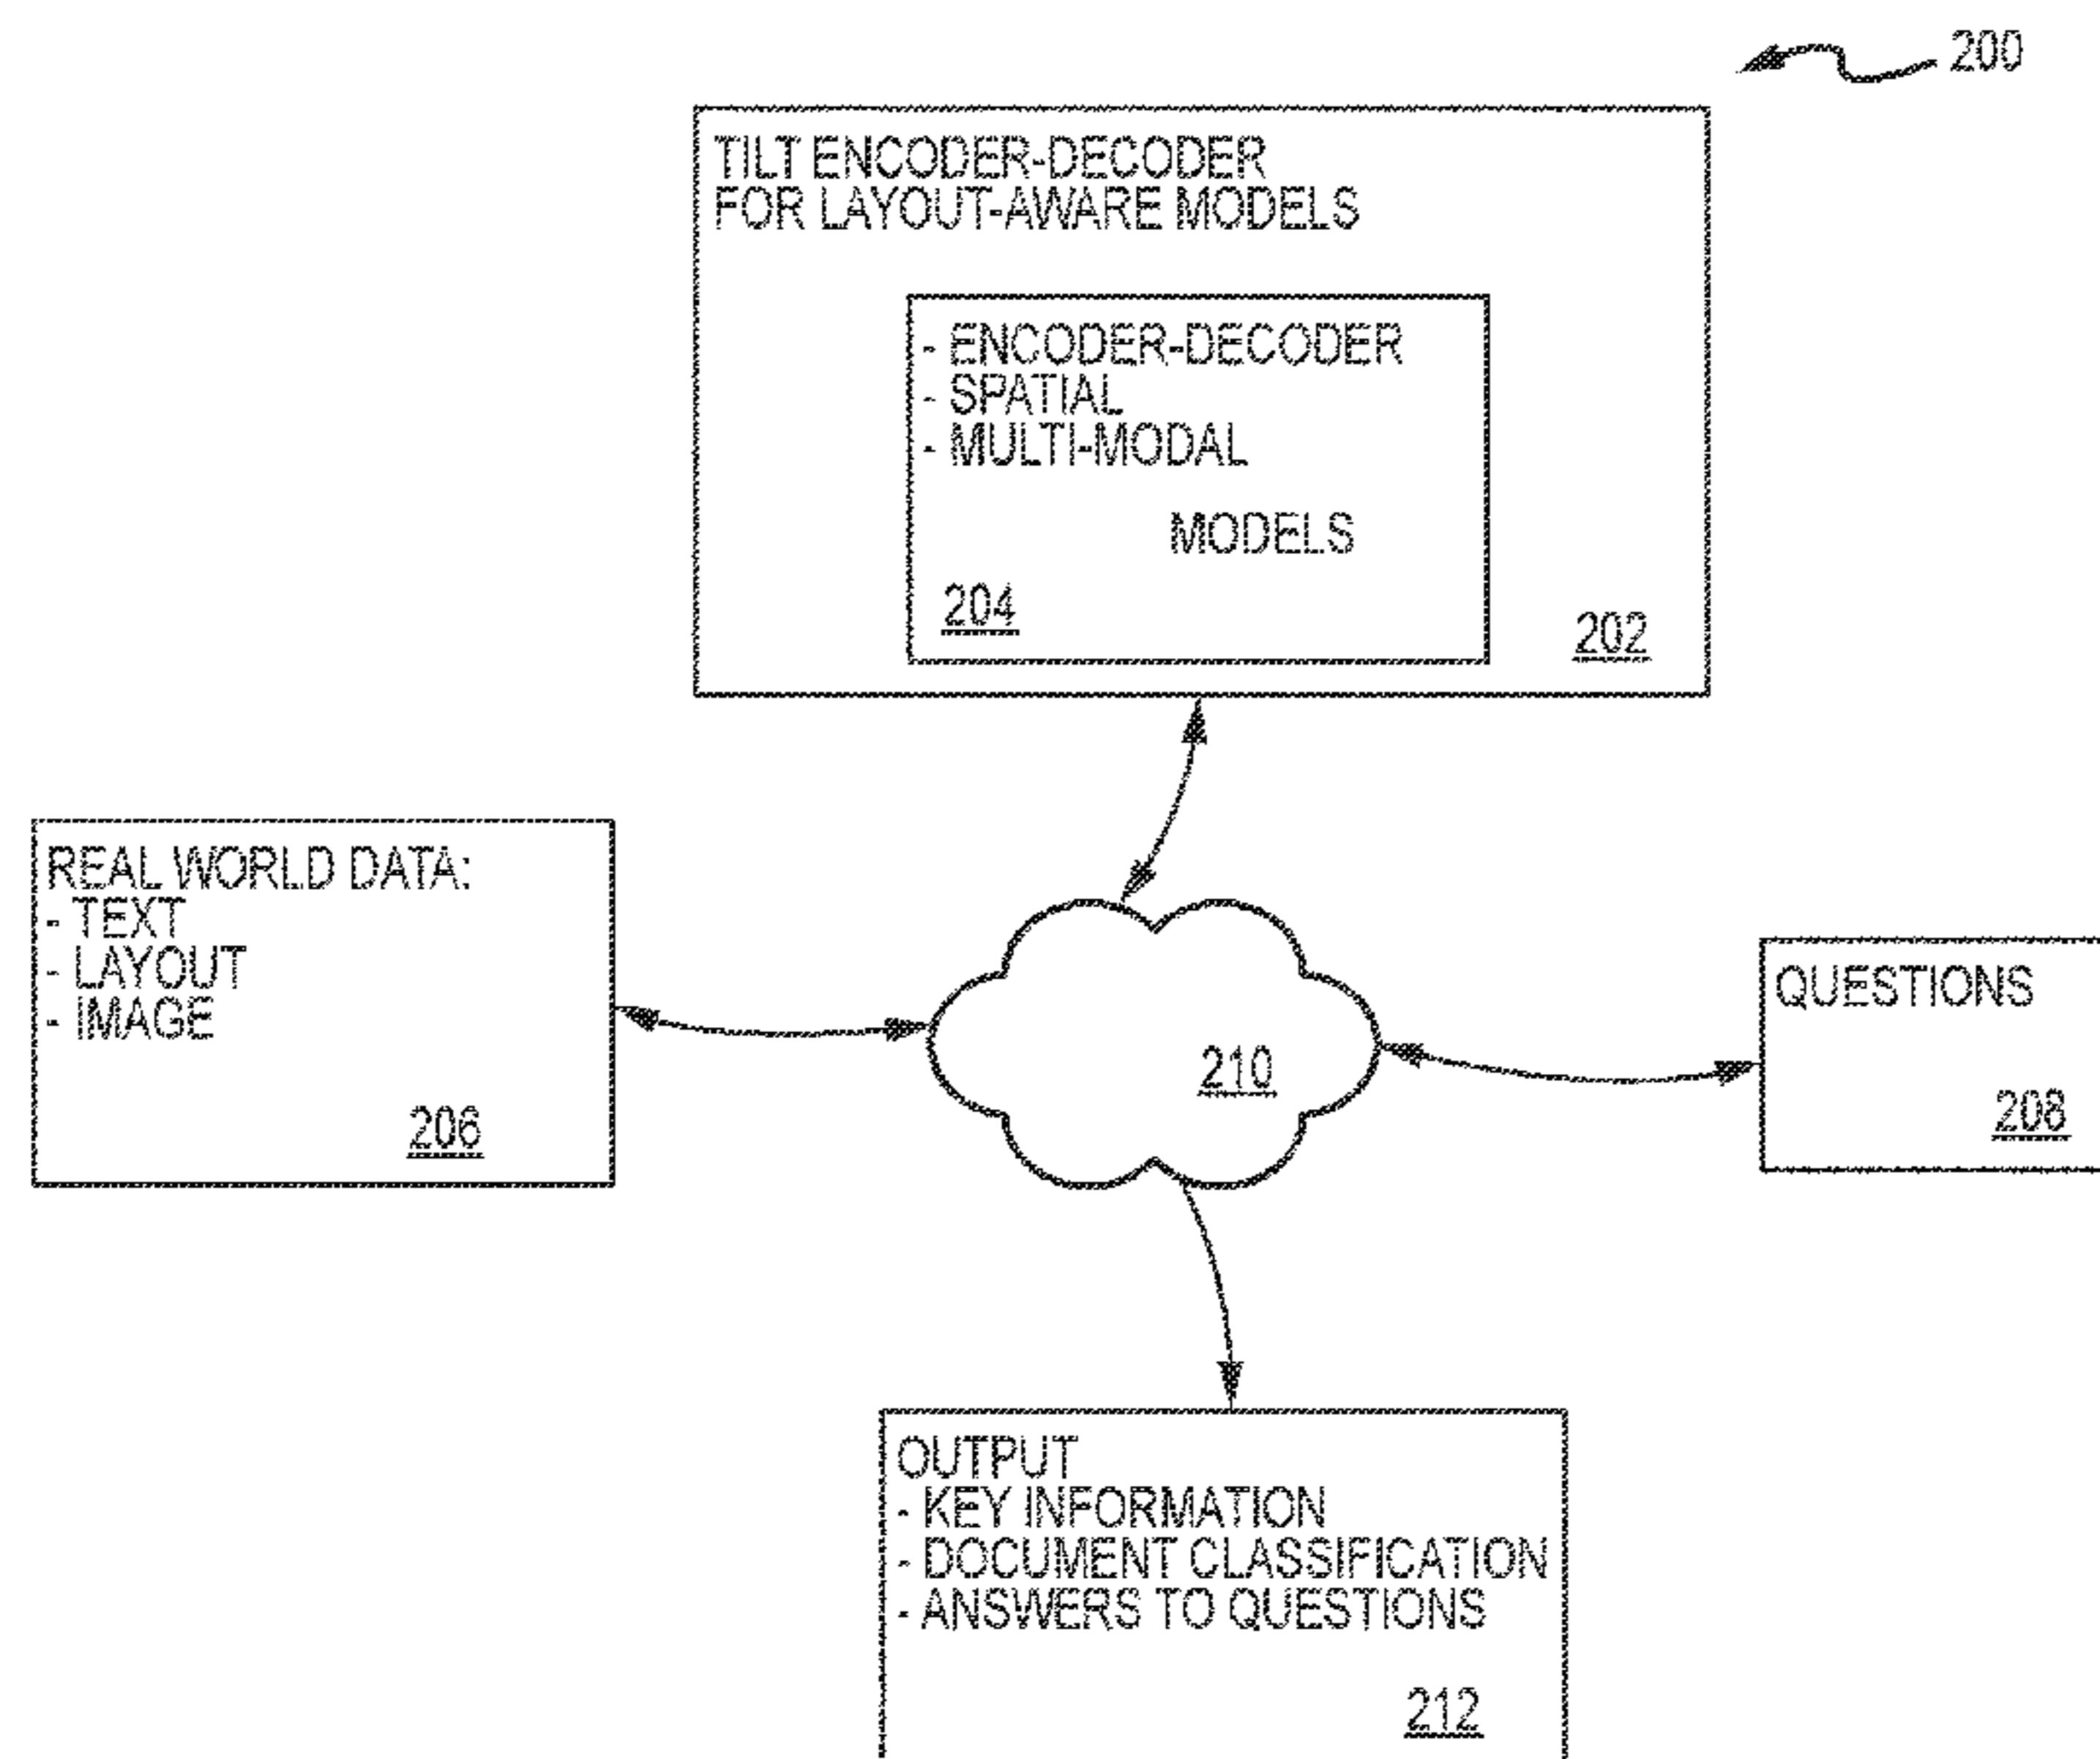 200
TILT ENCODER-DECODER
FOR LAYOUT-AWARE MODELS
- ENCODER-DECODER
- SPATIAL
- MULTI-MODAL
MODELS
204
202
REAL WORLD DATA:
- TEXT
- LAYOUT
- IMAGE
206
210
QUESTIONS
208
OUTPUT
- KEY INFORMATION
- DOCUMENT CLASSIFICATION
- ANSWERS TO QUESTIONS
212